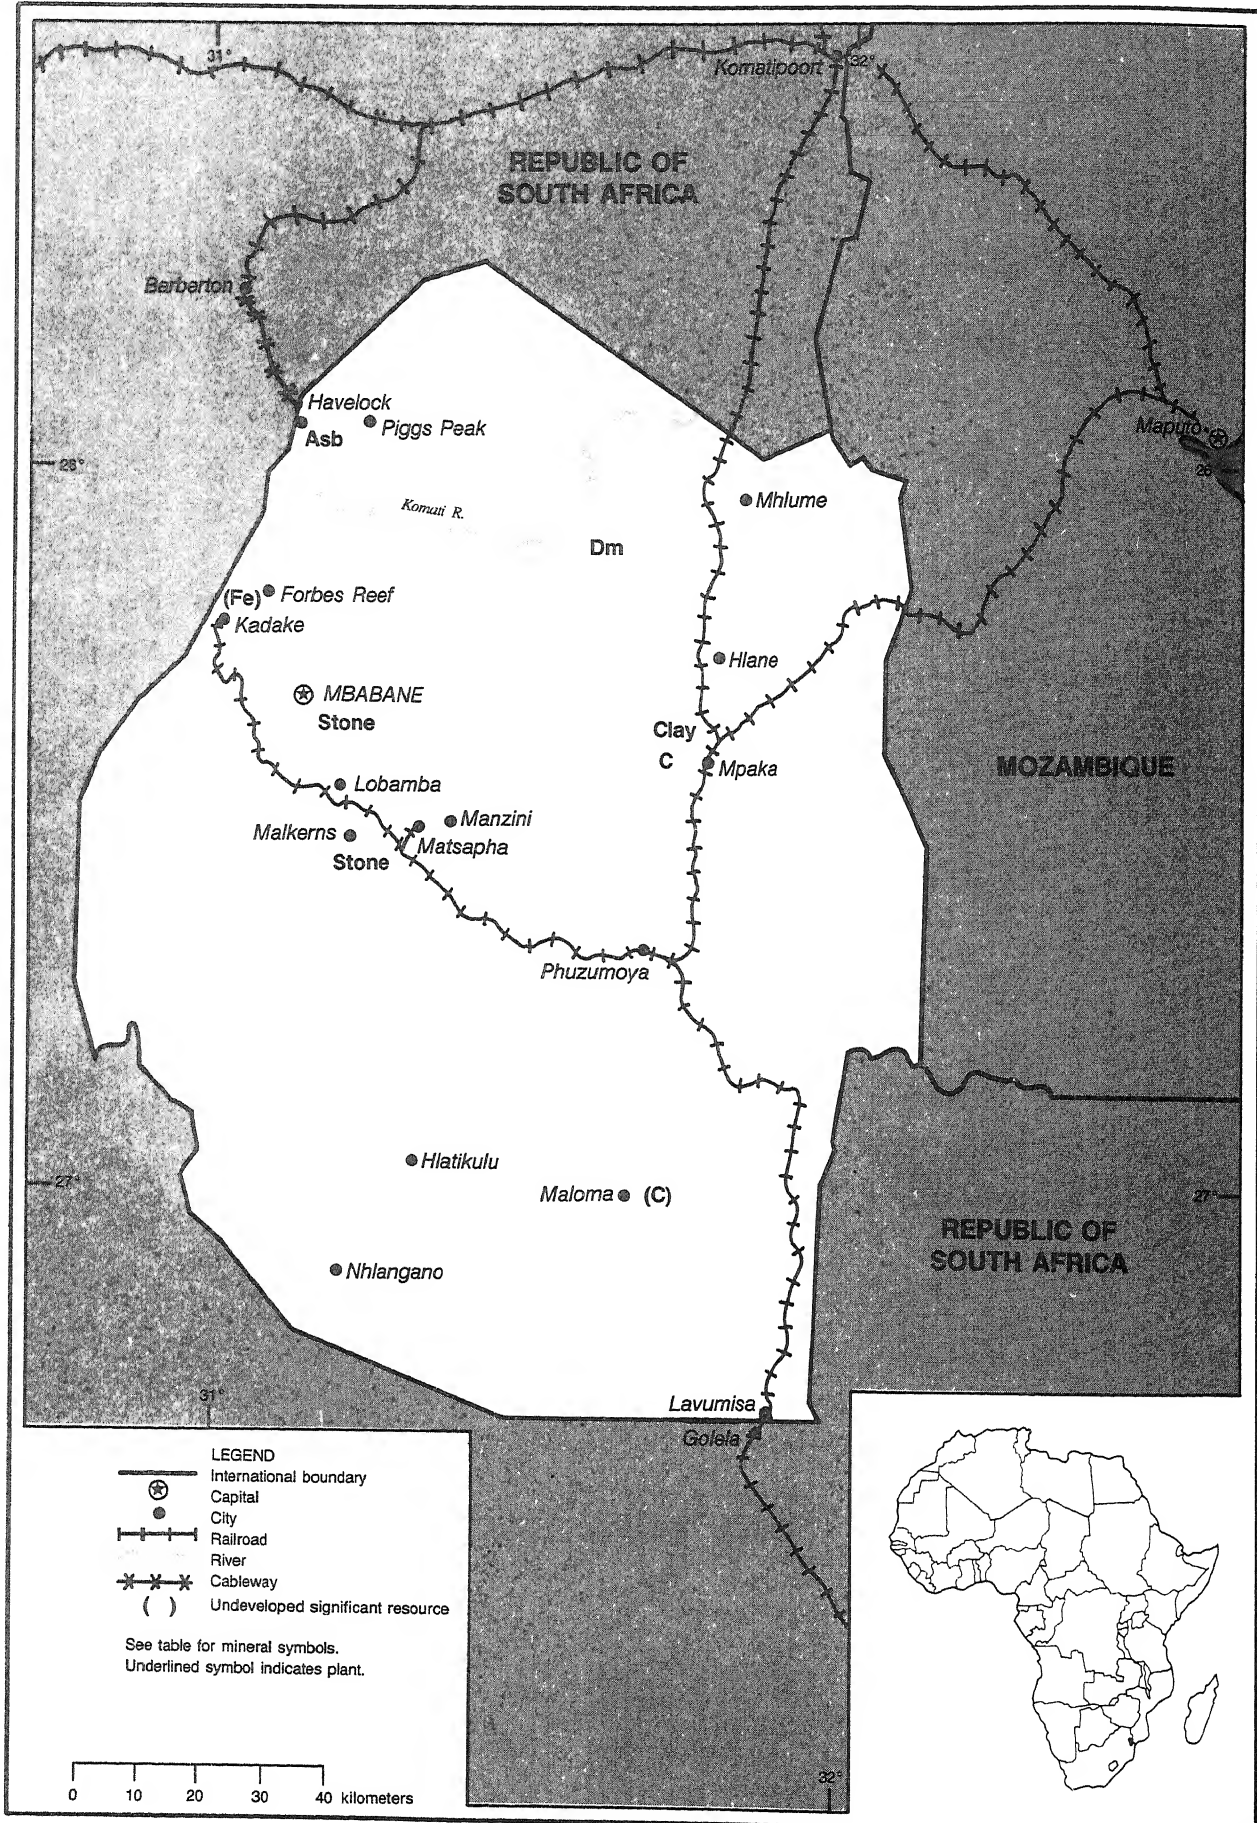 31°
Komatipoort
32°
REPUBLIC OF
SOUTH AFRICA
Barberton
Havelock
Asb
Piggs Peak
Maputo
26°
26
Komati R.
Mhlume
Dm
(Fe)
Forbes Reef
Kadake
Hlane
MBABANE
Stone
Clay
C
Mpaka
MOZAMBIQUE
Lobamba
Manzini
Malkerns
Matsapha
Stone
Phuzumoya
Hlatikulu
27°
Maloma
(C)
27°
REPUBLIC OF
SOUTH AFRICA
Nhlangano
31°
Lavumisa
Golela
LEGEND
International boundary
Capital
City
Railroad
River
Cableway
( ) Undeveloped significant resource
See table for mineral symbols.
Underlined symbol indicates plant.
0 10 20 30 40 kilometers
32°